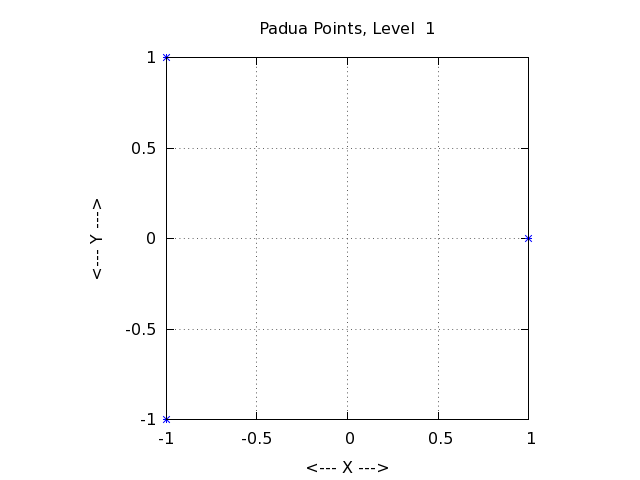 Padua Points, Level  1
1
0.5
0
-0.5
-1
<--- Y --->
-1 -0.5 0 0.5 1
<--- X --->